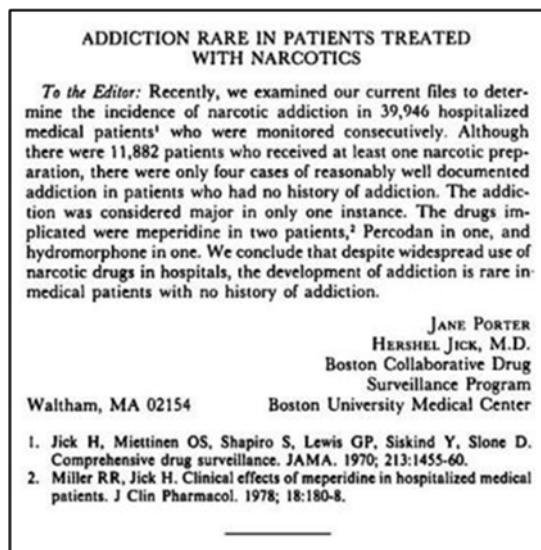 ADDICTION RARE IN PATIENTS TREATED
WITH NARCOTICS
To the Editor: Recently, we examined our current files to deter-
mine the incidence of narcotic addiction in 39,946 hospitalized
medical patients¹ who were monitored consecutively. Although
there were 11,882 patients who received at least one narcotic prep-
aration, there were only four cases of reasonably well documented
addiction in patients who had no history of addiction. The addic-
tion was considered major in only one instance. The drugs im-
plicated were meperidine in two patients,² Percodan in one, and
hydromorphone in one. We conclude that despite widespread use of
narcotic drugs in hospitals, the development of addiction is rare in
medical patients with no history of addiction.
JANE PORTER
HERSHEL JICK, M.D.
Boston Collaborative Drug
Surveillance Program
Waltham, MA 02154 Boston University Medical Center
1. Jick H, Miettinen OS, Shapiro S, Lewis GP, Siskind Y, Slone D.
Comprehensive drug surveillance. JAMA. 1970; 213:1455-60.
2. Miller RR, Jick H. Clinical effects of meperidine in hospitalized medical
patients. J Clin Pharmacol. 1978; 18:180-8.